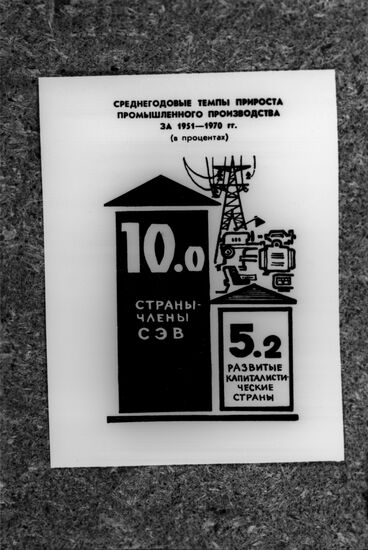 СРЕДНЕГОДОВЫЕ ТЕМПЫ ПРИРОСТА
ПРОМЫШЛЕННОГО ПРОИЗВОДСТВА
ЗА 1951—1970 гг.
(в процентах)
10.0
СТРАНЫ-
ЧЛЕНЫ
СЭВ
5.2
РАЗВИТЫЕ
КАПИТАЛИСТИ-
ЧЕСКИЕ
СТРАНЫ